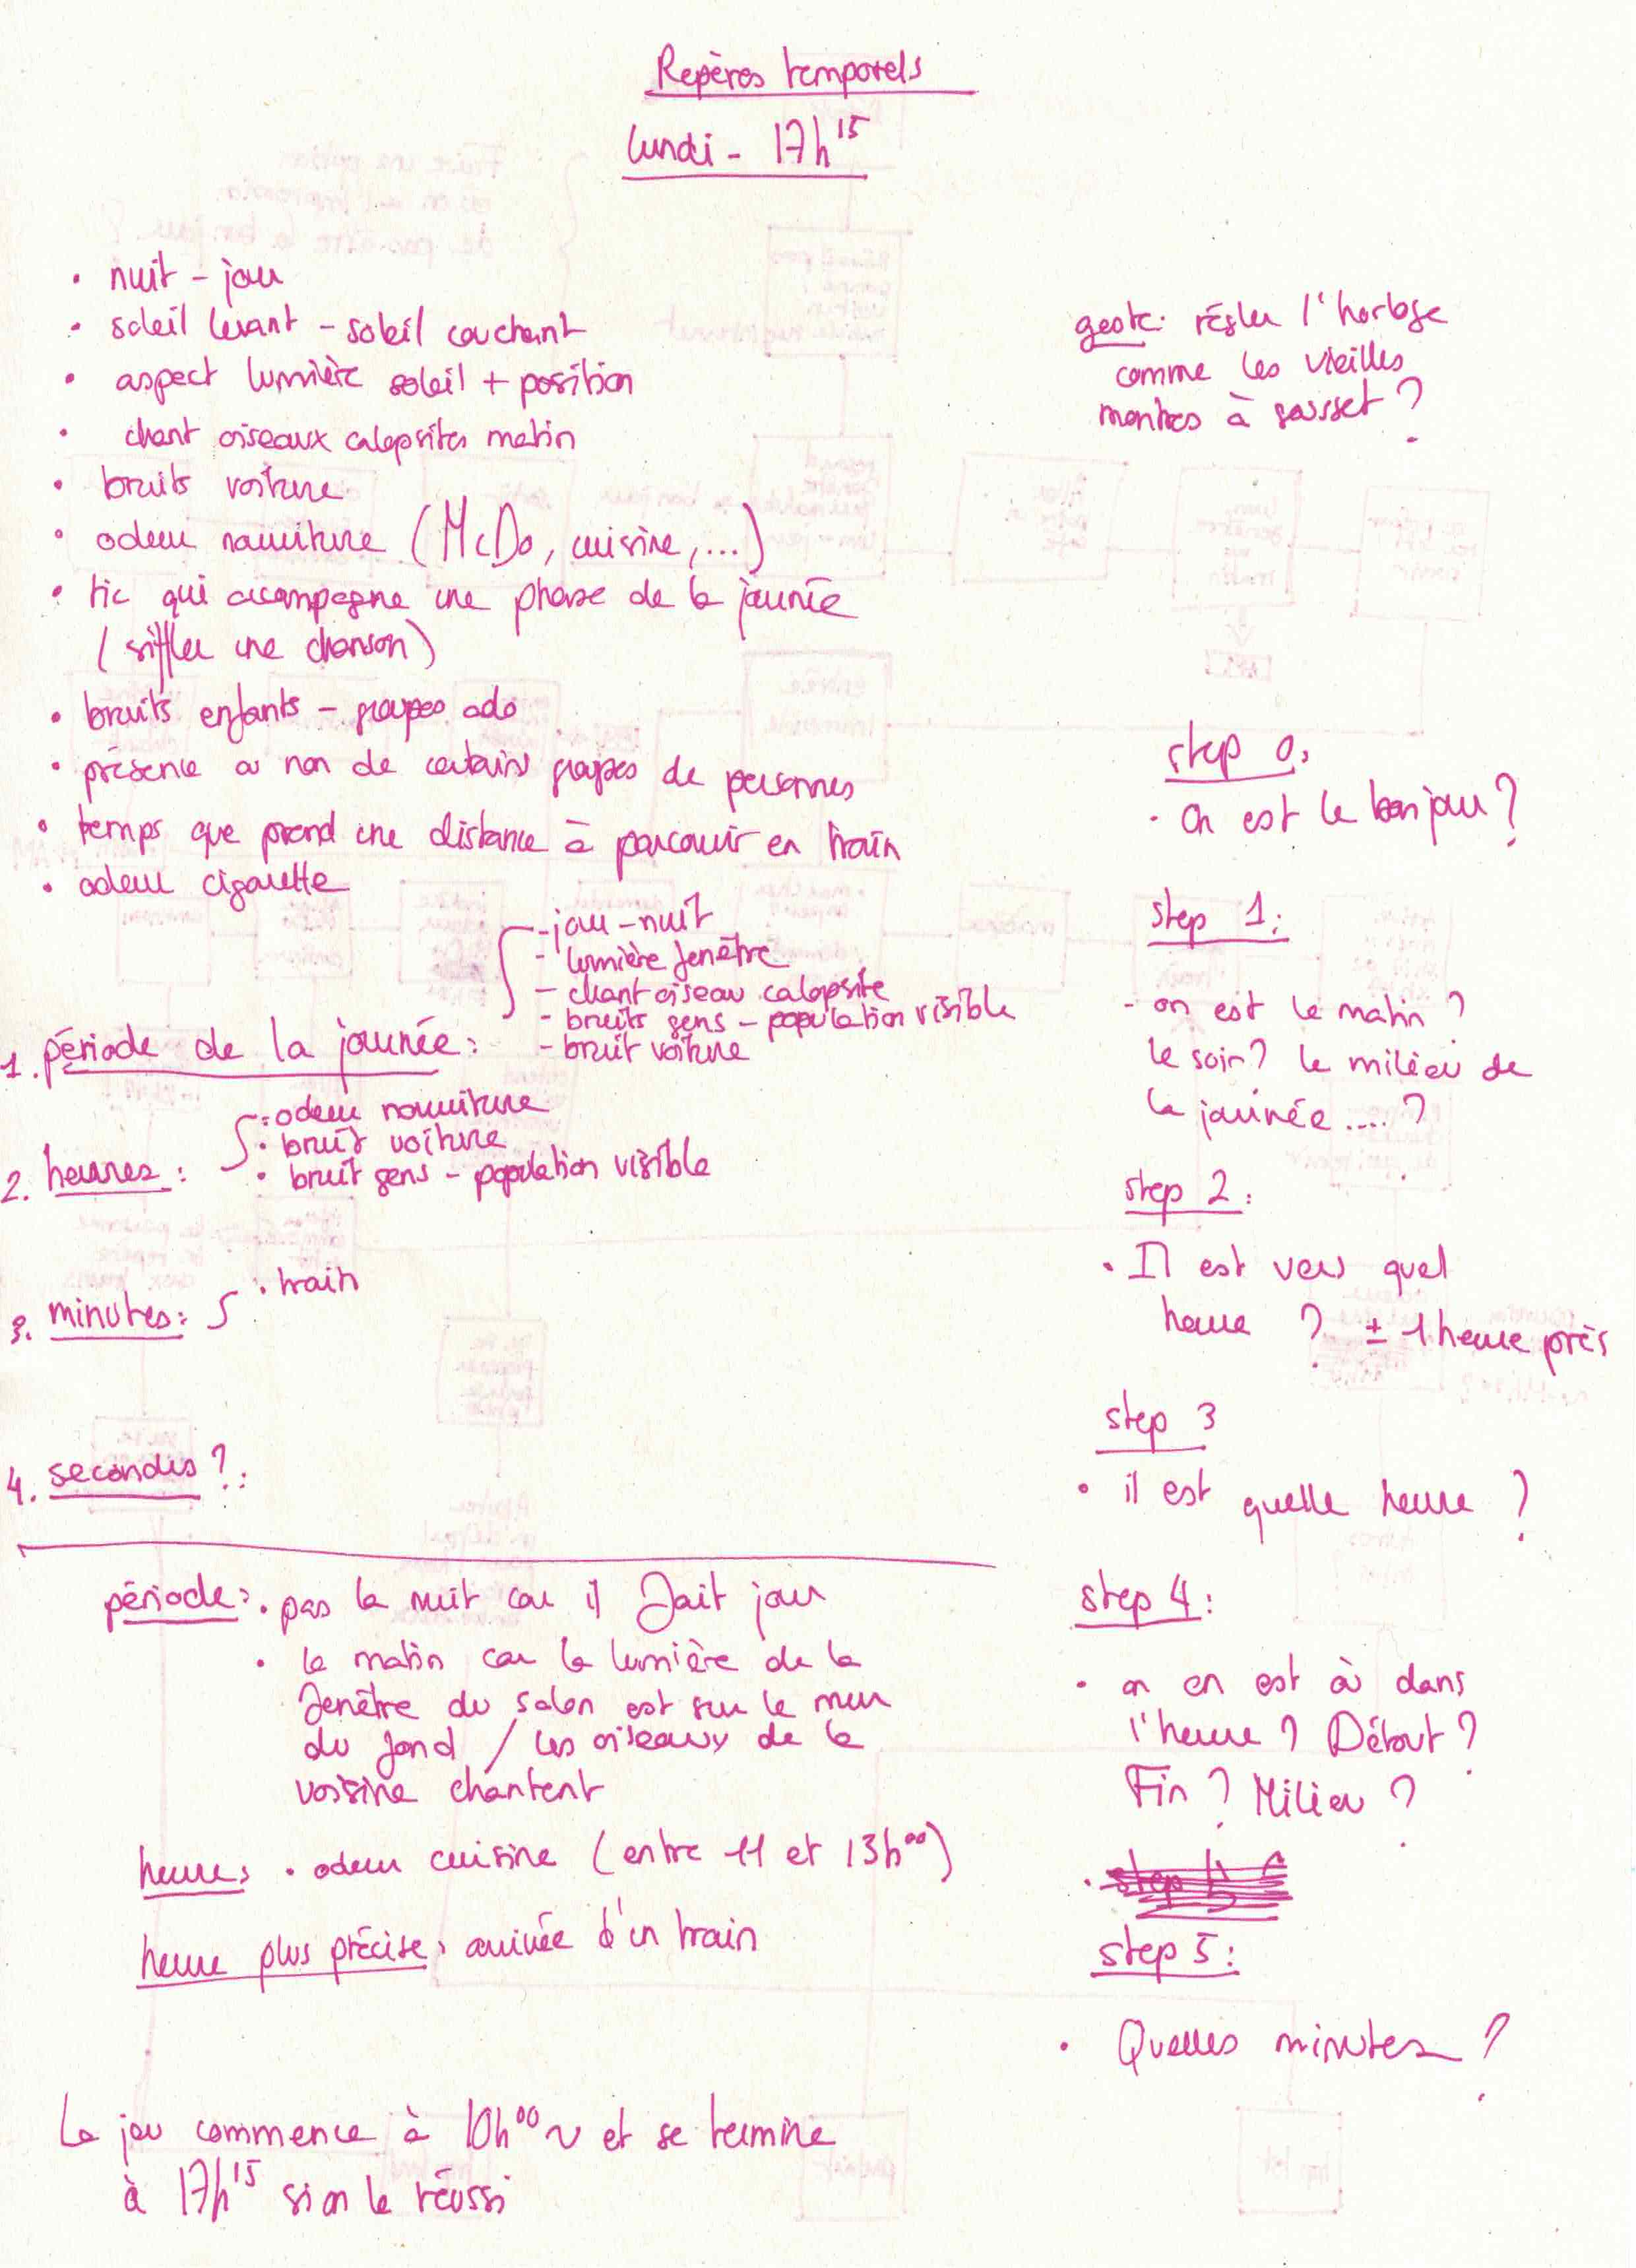 Repères temporels
lundi - 17h15
• nuit - jour
• soleil levant - soleil couchant
• aspect lumière soleil + position
• chant oiseaux calopsites matin
• bruits voiture
• odeur nourriture (McDo, cuisine, ...)
• tic qui accompagne une phase de la journée
(siffler une chanson)
• bruits enfants - groupes ado
• présence ou non de certains groupes de personnes
• temps que prend une distance à parcourir en train
• odeur cigarette
1. période de la journée :
- jour - nuit
- lumière fenêtre
- chant oiseau calopsite
- bruits gens - population visible
- bruit voiture
2. heures :
• odeur nourriture
• bruit voiture
• bruit gens - population visible
3. minutes :
• train
4. secondes ? :
période : • pas la nuit car il fait jour
• le matin car la lumière de la
fenêtre du salon est sur le mur
du fond / les oiseaux de la
voisine chantent
heure : • odeur cuisine (entre 11 et 13h00)
heure plus précise : arrivée d'un train
Le jeu commence à 10h00 ~ et se termine
à 17h15 si on le réussi
geste : régler l'horloge
comme les vieilles
montres à gousset ?
step 0 :
• On est le bon jour ?
step 1 :
- on est le matin ?
le soir ? le milieu de
la journée .... ?
step 2 :
• Il est vers quel
heure ? ± 1 heure près
step 3
• il est quelle heure ?
step 4 :
• on en est où dans
l'heure ? Début ?
Fin ? Milieu ?
step 5 :
• Quelles minutes ?